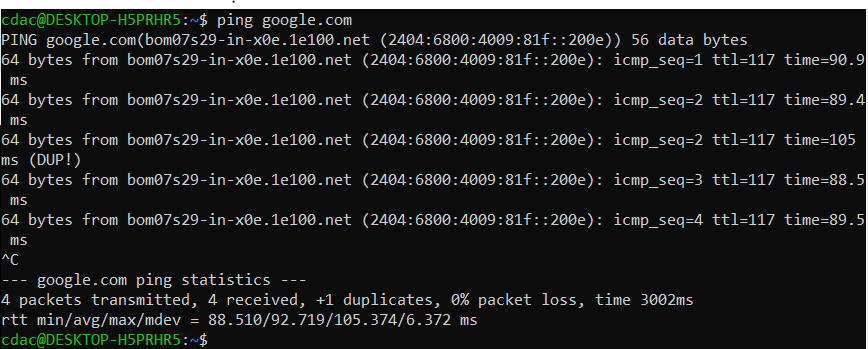 cdac@DESKTOP-H5PRHR5:~$ ping google.com
PING google.com(bom07s29-in-x0e.1e100.net (2404:6800:4009:81f::200e)) 56 data bytes
64 bytes from bom07s29-in-x0e.1e100.net (2404:6800:4009:81f::200e): icmp_seq=1 ttl=117 time=90.9
 ms
64 bytes from bom07s29-in-x0e.1e100.net (2404:6800:4009:81f::200e): icmp_seq=2 ttl=117 time=89.4
 ms
64 bytes from bom07s29-in-x0e.1e100.net (2404:6800:4009:81f::200e): icmp_seq=2 ttl=117 time=105
ms (DUP!)
64 bytes from bom07s29-in-x0e.1e100.net (2404:6800:4009:81f::200e): icmp_seq=3 ttl=117 time=88.5
 ms
64 bytes from bom07s29-in-x0e.1e100.net (2404:6800:4009:81f::200e): icmp_seq=4 ttl=117 time=89.5
 ms
^C
--- google.com ping statistics ---
4 packets transmitted, 4 received, +1 duplicates, 0% packet loss, time 3002ms
rtt min/avg/max/mdev = 88.510/92.719/105.374/6.372 ms
cdac@DESKTOP-H5PRHR5:~$